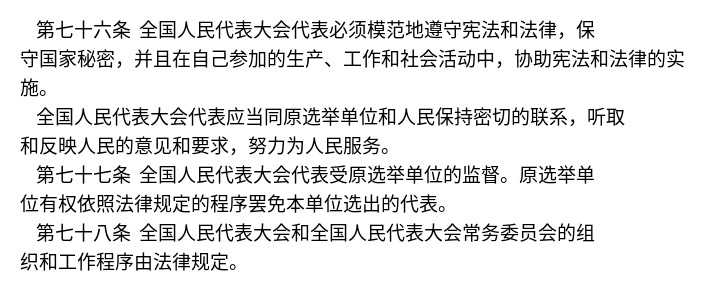 第七十六条 全国人民代表大会代表必须模范地遵守宪法和法律，保
守国家秘密，并且在自己参加的生产、工作和社会活动中，协助宪法和法律的实
施。
全国人民代表大会代表应当同原选举单位和人民保持密切的联系，听取
和反映人民的意见和要求，努力为人民服务。
第七十七条 全国人民代表大会代表受原选举单位的监督。原选举单
位有权依照法律规定的程序罢免本单位选出的代表。
第七十八条 全国人民代表大会和全国人民代表大会常务委员会的组
织和工作程序由法律规定。